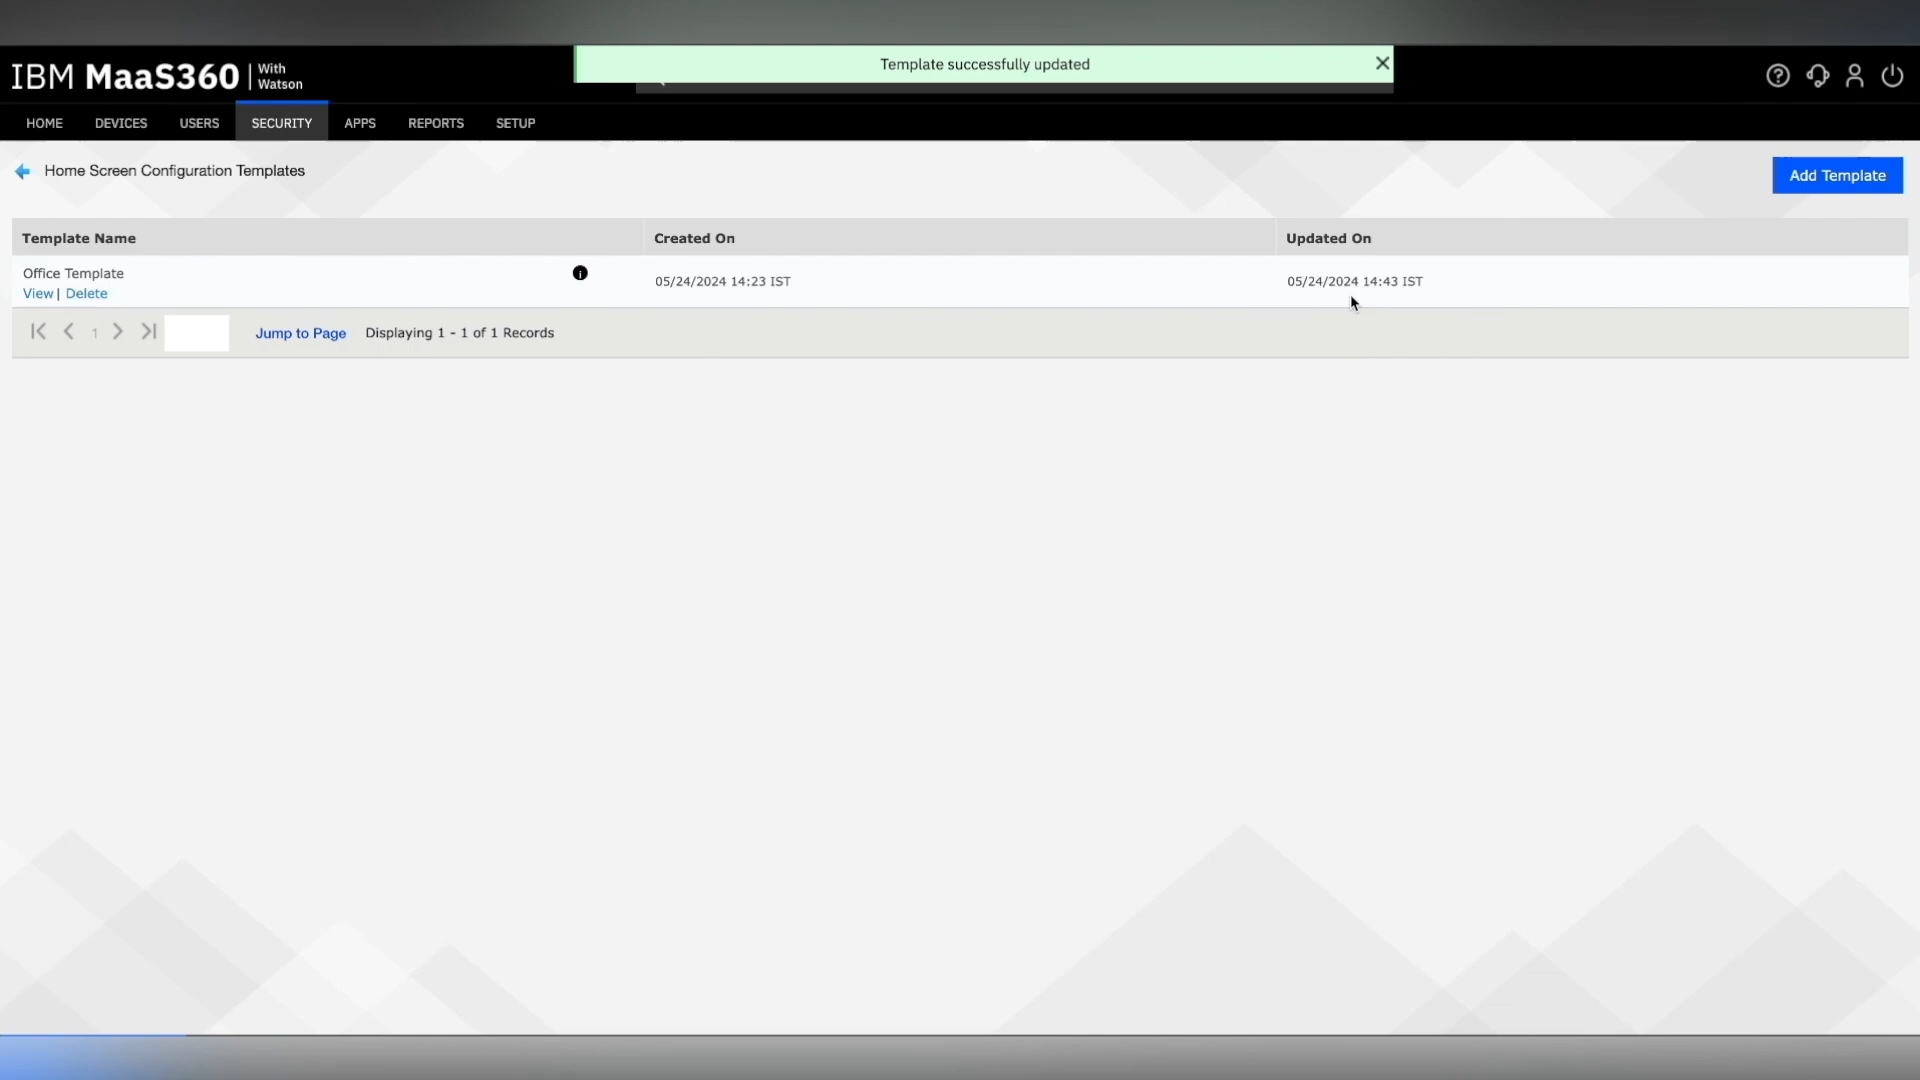 Template successfully updated
IBM MaaS360 | With Watson
HOME DEVICES USERS SECURITY APPS REPORTS SETUP
Home Screen Configuration Templates
Add Template
Template Name Created On Updated On
Office Template 05/24/2024 14:23 IST 05/24/2024 14:43 IST
View | Delete
1 Jump to Page Displaying 1 - 1 of 1 Records